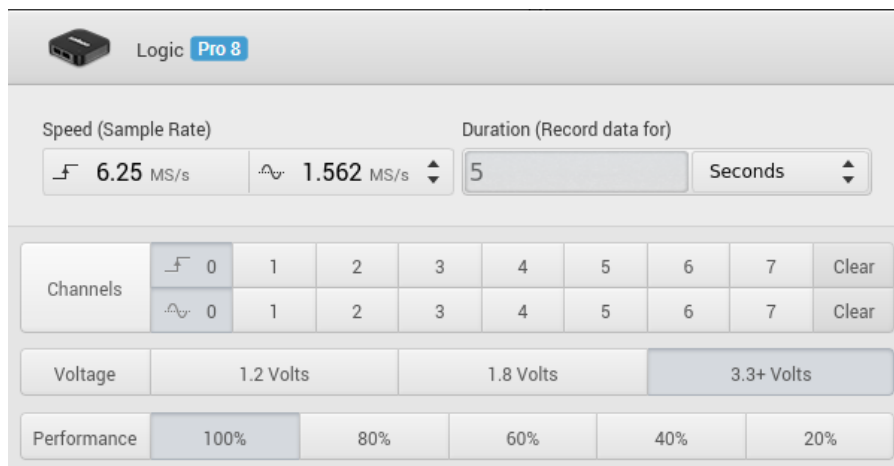 Logic Pro 8
Speed (Sample Rate) Duration (Record data for)
6.25 MS/s 1.562 MS/s 5 Seconds
Channels
0 1 2 3 4 5 6 7 Clear
0 1 2 3 4 5 6 7 Clear
Voltage 1.2 Volts 1.8 Volts 3.3+ Volts
Performance 100% 80% 60% 40% 20%